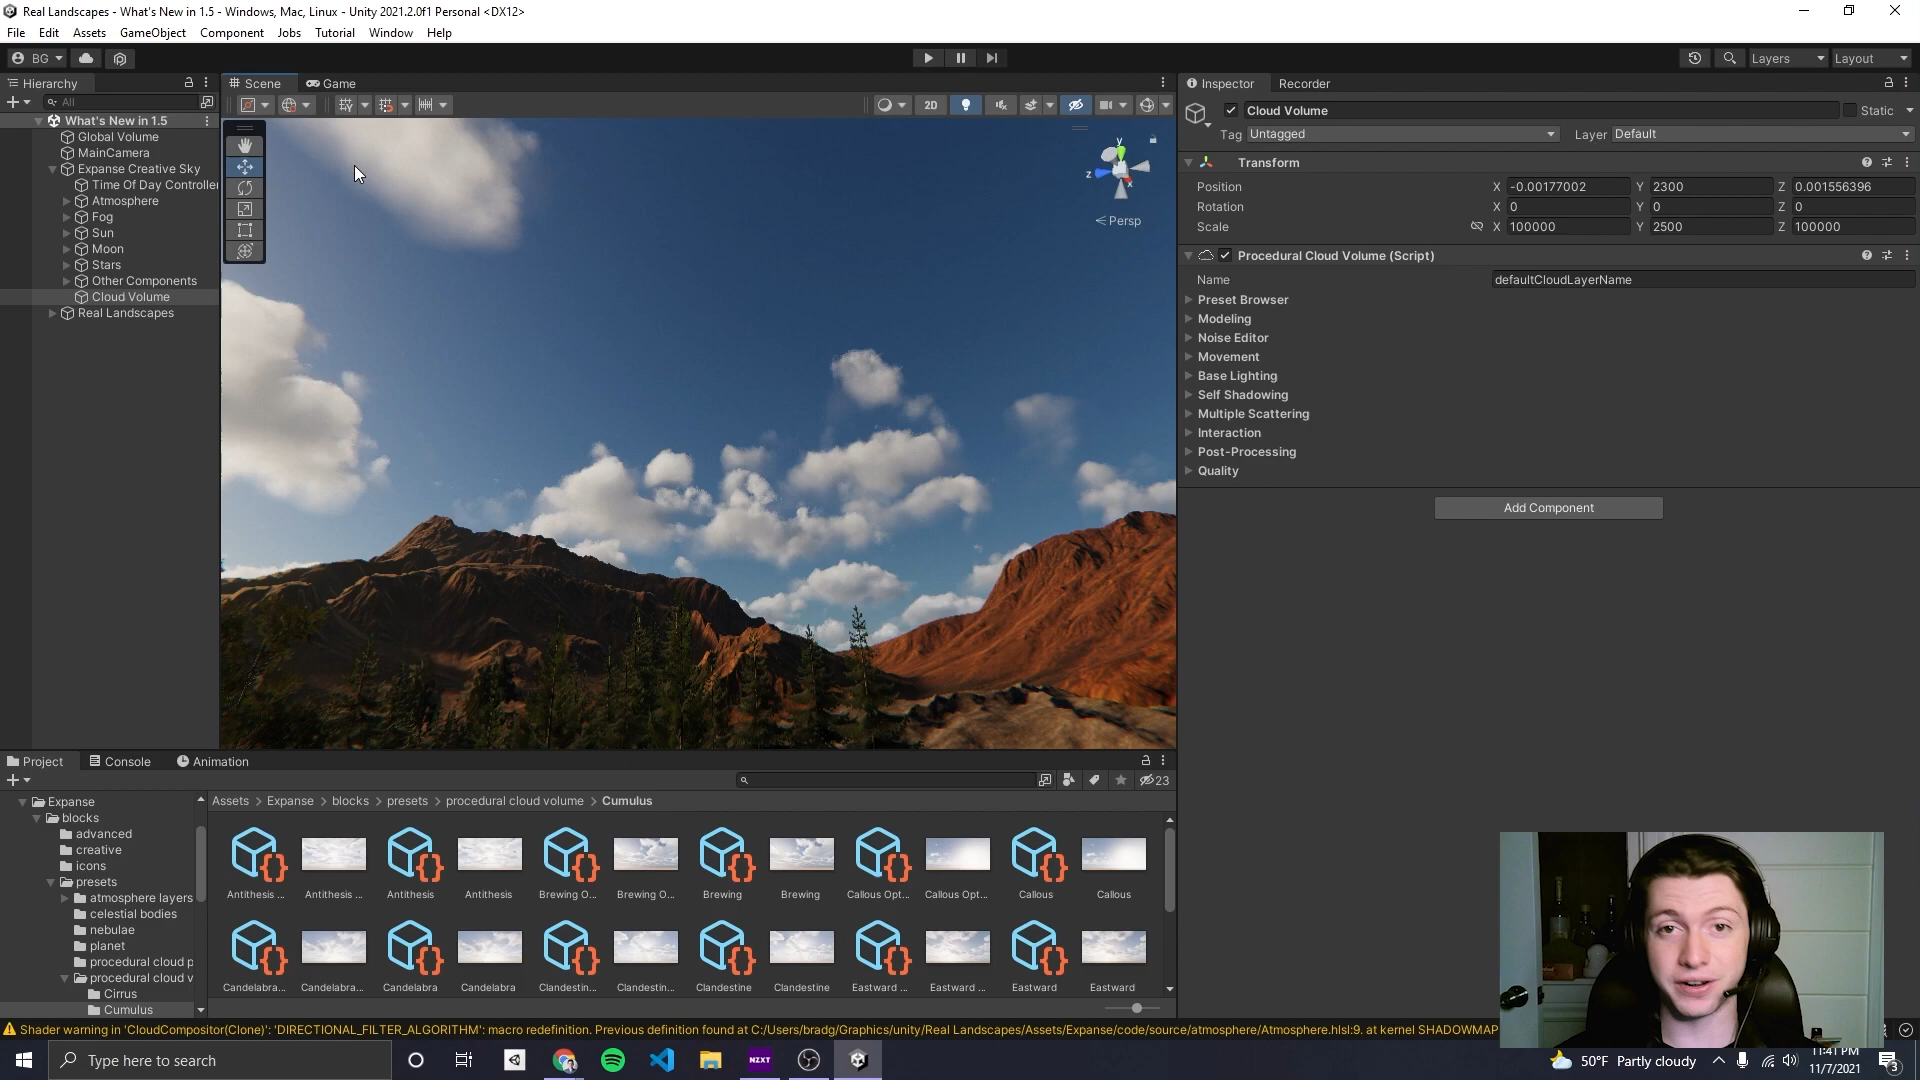 Real Landscapes - What's New in 1.5 - Windows, Mac, Linux - Unity 2021.2.0f1 Personal <DX12>
File Edit Assets GameObject Component Jobs Tutorial Window Help
BG Layers Layout
Hierarchy
All
What's New in 1.5
Global Volume
MainCamera
Expanse Creative Sky
Time Of Day Controller
Atmosphere
Fog
Sun
Moon
Stars
Other Components
Cloud Volume
Real Landscapes
Scene Game
2D
y
z
x
Persp
Inspector Recorder
Cloud Volume Static
Tag Untagged Layer Default
Transform
Position X -0.00177002 Y 2300 Z 0.001556396
Rotation X 0 Y 0 Z 0
Scale X 100000 Y 2500 Z 100000
Procedural Cloud Volume (Script)
Name defaultCloudLayerName
Preset Browser
Modeling
Noise Editor
Movement
Base Lighting
Self Shadowing
Multiple Scattering
Interaction
Post-Processing
Quality
Add Component
Project Console Animation
23
Expanse
blocks
advanced
creative
icons
presets
atmosphere layers
celestial bodies
nebulae
planet
procedural cloud p
procedural cloud v
Cirrus
Cumulus
Assets > Expanse > blocks > presets > procedural cloud volume > Cumulus
Antithesis ... Antithesis ... Antithesis Antithesis Brewing O... Brewing O... Brewing Brewing Callous Opt... Callous Opt... Callous Callous
Candelabra... Candelabra... Candelabra Candelabra Clandestin... Clandestin... Clandestine Clandestine Eastward ... Eastward ... Eastward Eastward
Shader warning in 'CloudCompositor(Clone)': 'DIRECTIONAL_FILTER_ALGORITHM': macro redefinition. Previous definition found at C:/Users/bradg/Graphics/unity/Real Landscapes/Assets/Expanse/code/source/atmosphere/Atmosphere.hlsl:9. at kernel SHADOWMAP
Type here to search
NZXT
50°F Partly cloudy
11:41 PM
11/7/2021
3